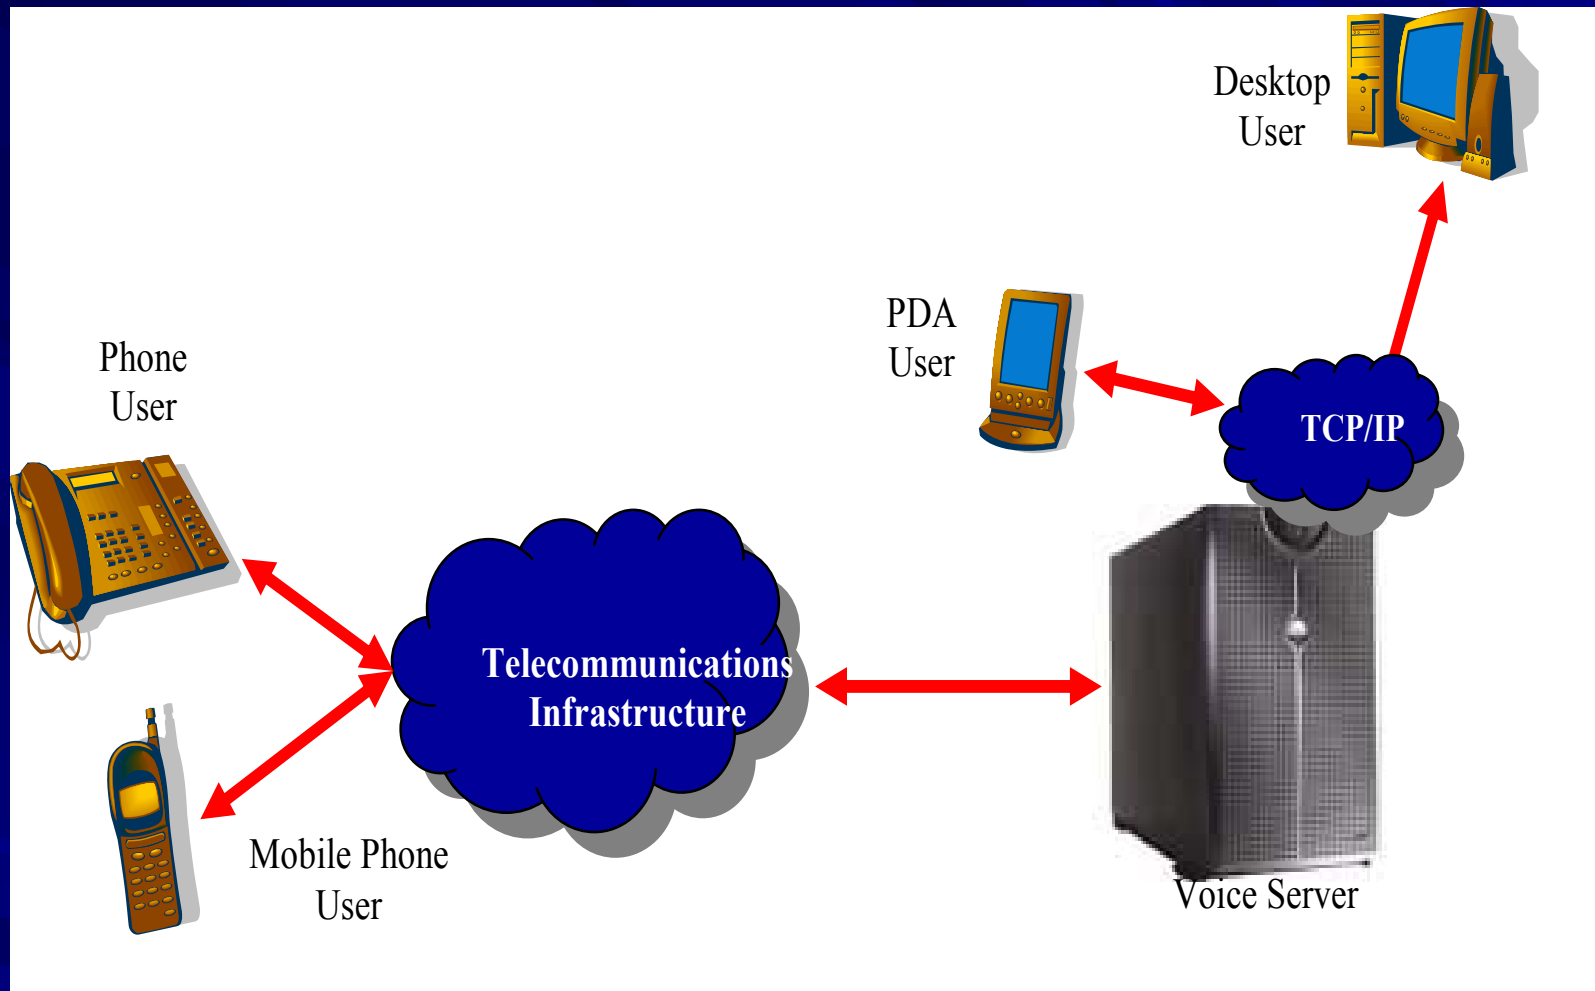 Desktop
User
PDA
User
Phone
User
TCP/IP
Telecommunications
Infrastructure
Mobile Phone
User
Voice Server